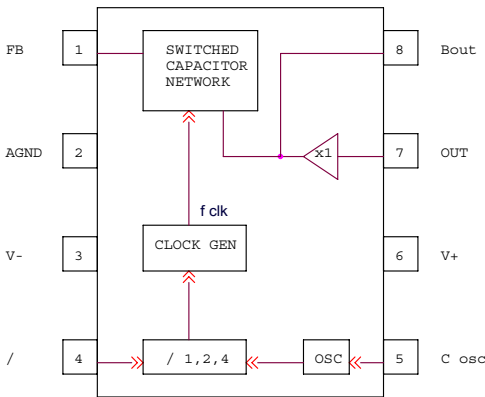 FB 1 SWITCHED CAPACITOR NETWORK 8 Bout
AGND 2 x1 7 OUT
f clk
V- 3 CLOCK GEN 6 V+
/ 4 / 1,2,4 OSC 5 C osc